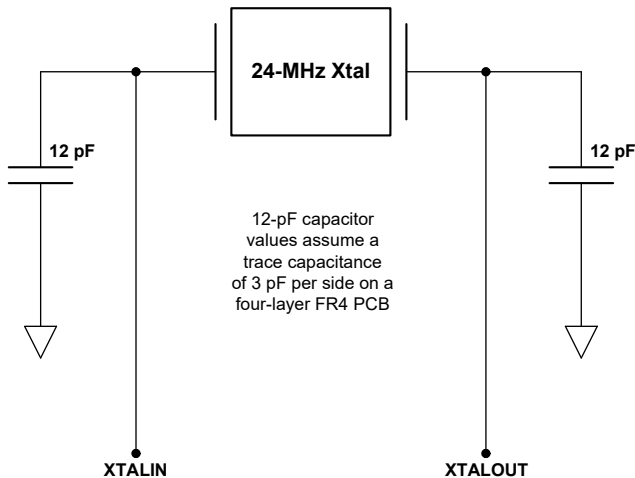 24-MHz Xtal
12 pF
12 pF
12-pF capacitor
values assume a
trace capacitance
of 3 pF per side on a
four-layer FR4 PCB
XTALIN
XTALOUT